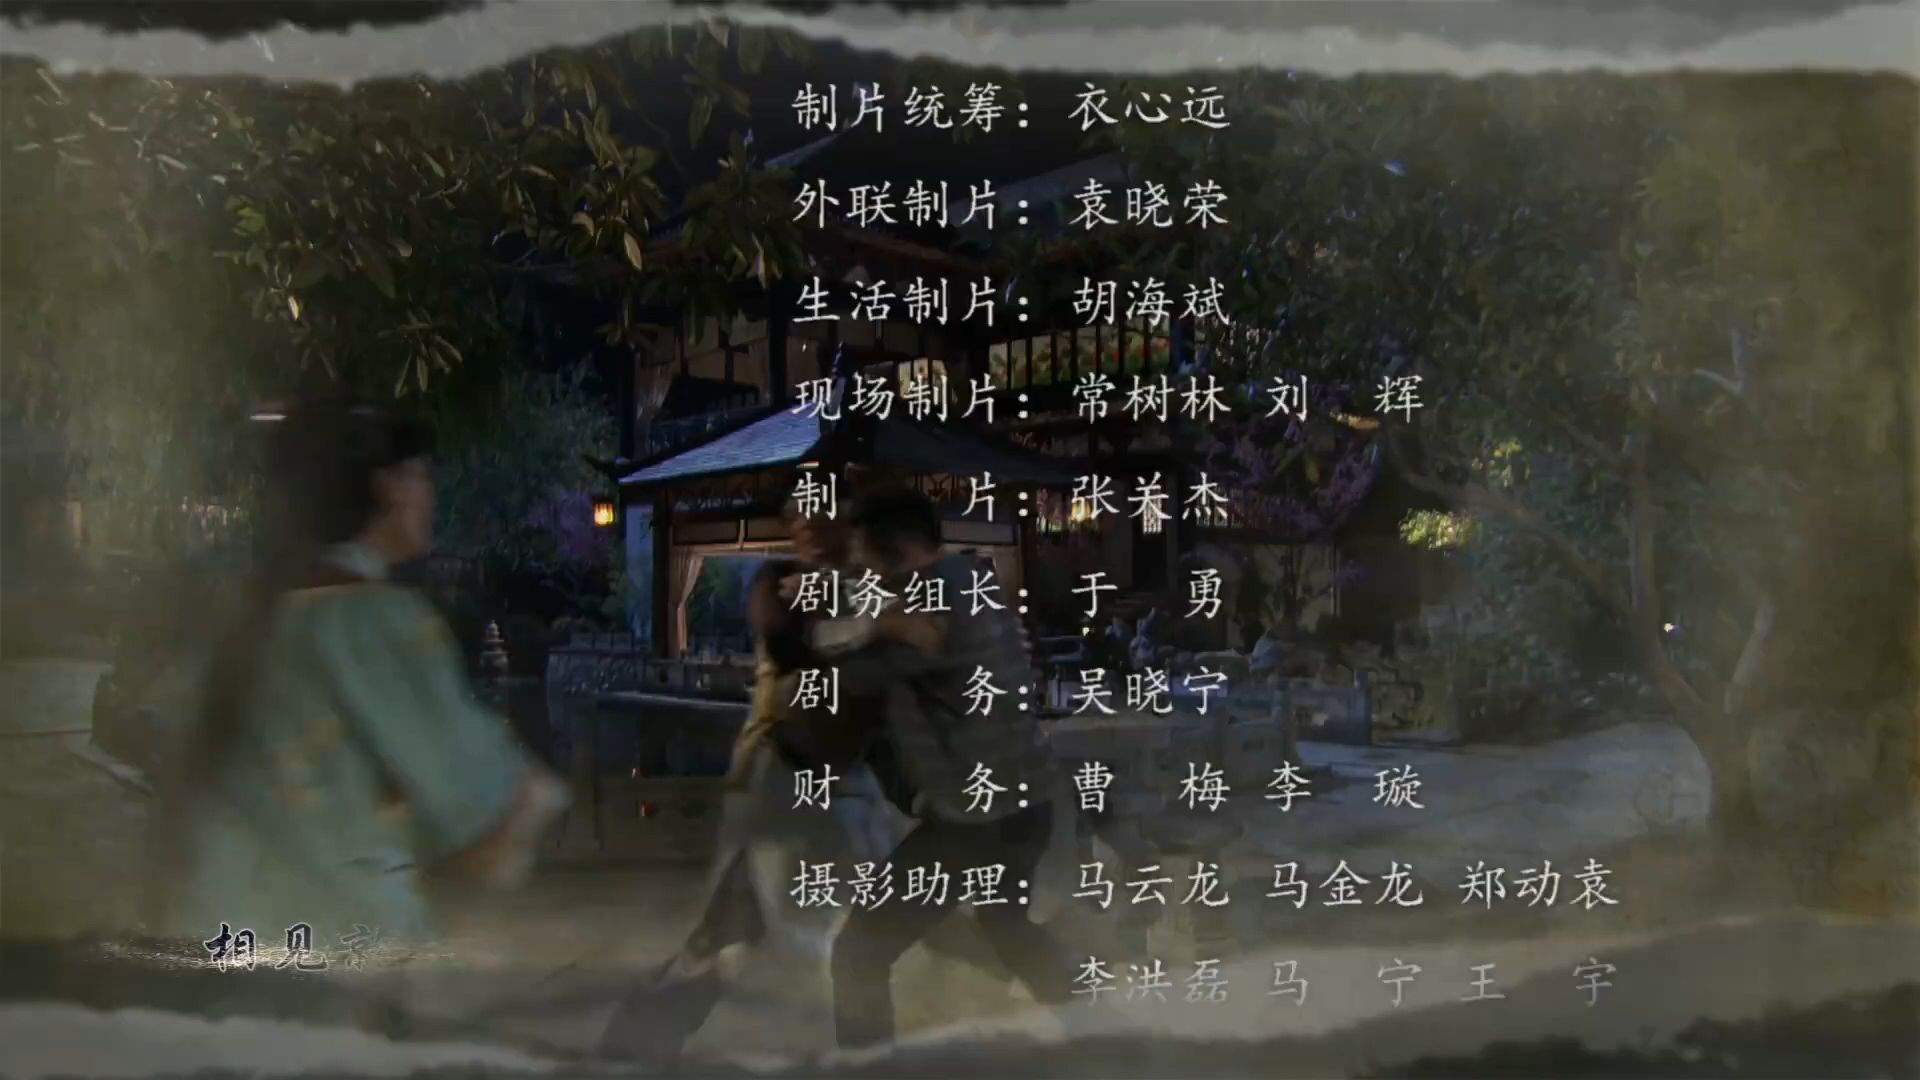 制片统筹：衣心远
外联制片：袁晓荣
生活制片：胡海斌
现场制片：常树林 刘 辉
制 片：张关杰
剧务组长：于 勇
剧 务：吴晓宁
财 务：曹 梅 李 璇
摄影助理：马云龙 马金龙 郑动袁
李洪磊 马 宁 王 宇
相见